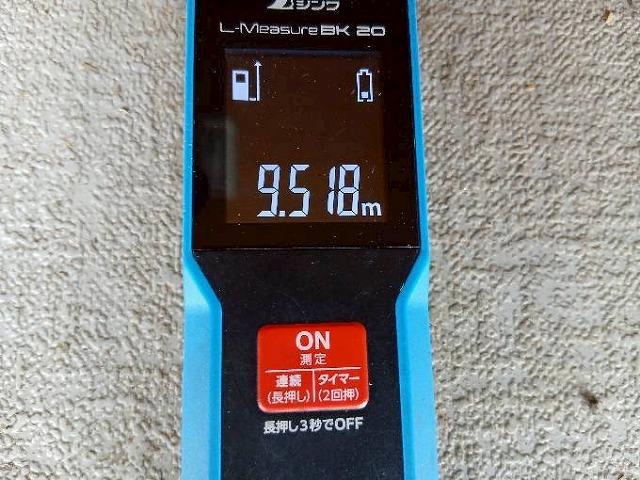 シンワ
L-Measure BK 20
9.518m
ON
測定
連続 タイマー
(長押し) (2回押)
長押し3秒でOFF